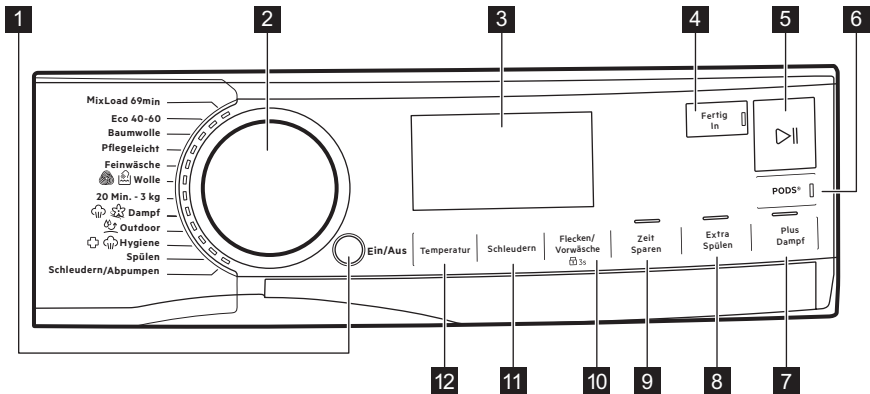 1
2
3
4
5
6
MixLoad 69min
Eco 40-60
Baumwolle
Pflegeleicht
Feinwäsche
Wolle
20 Min. - 3 kg
Dampf
Outdoor
Hygiene
Spülen
Schleudern/Abpumpen
Ein/Aus
Temperatur
Schleudern
Flecken/
Vorwäsche
3s
Zeit
Sparen
Extra
Spülen
Plus
Dampf
Fertig
In
PODS®
12
11
10
9
8
7